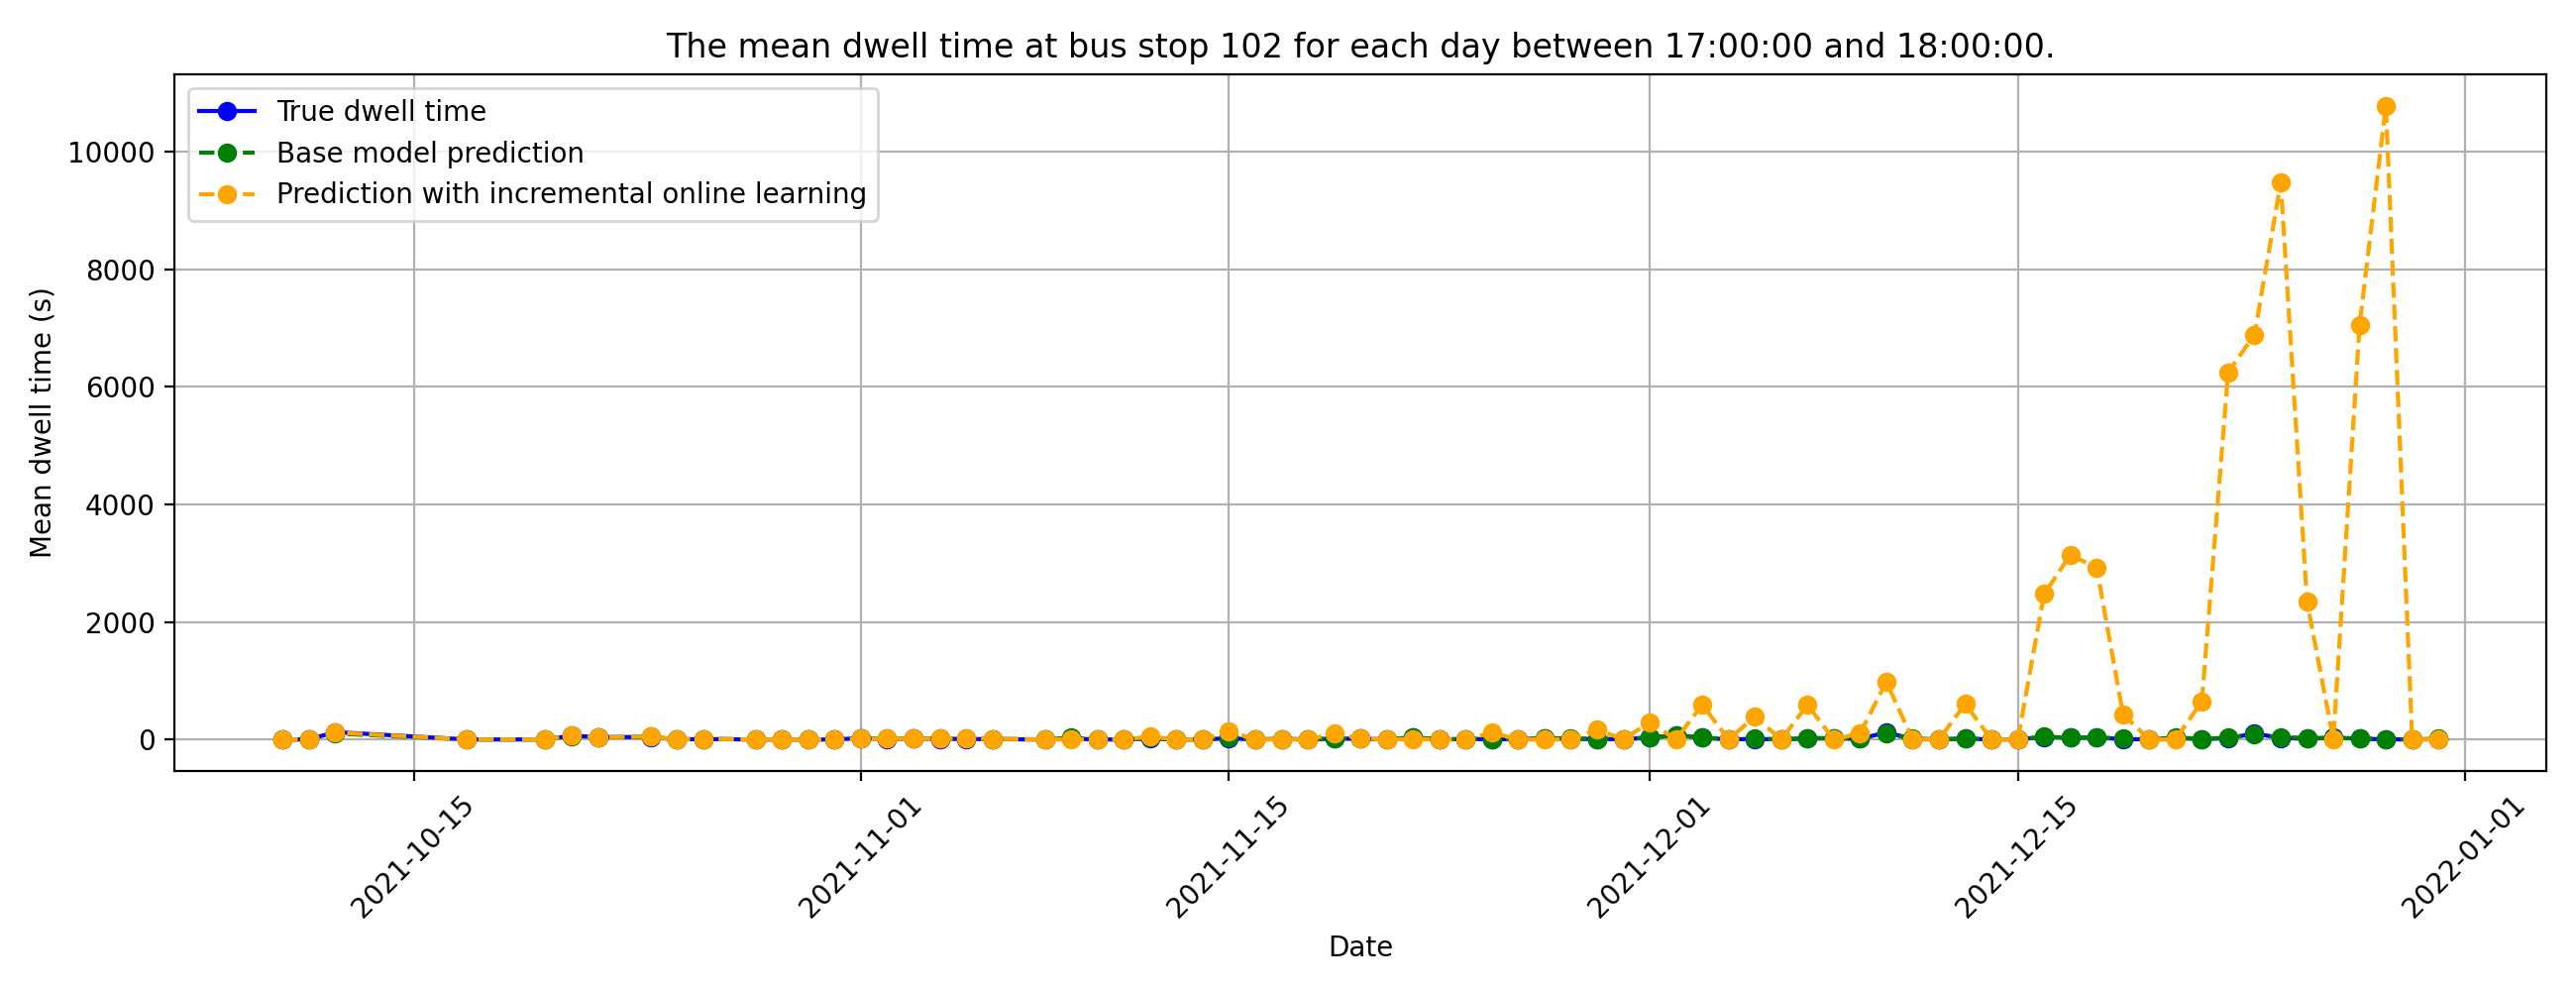 The mean dwell time at bus stop 102 for each day between 17:00:00 and 18:00:00.
True dwell time
Base model prediction
Prediction with incremental online learning
10000
8000
6000
4000
2000
0
Mean dwell time (s)
2021-10-15
2021-11-01
2021-11-15
2021-12-01
2021-12-15
2022-01-01
Date